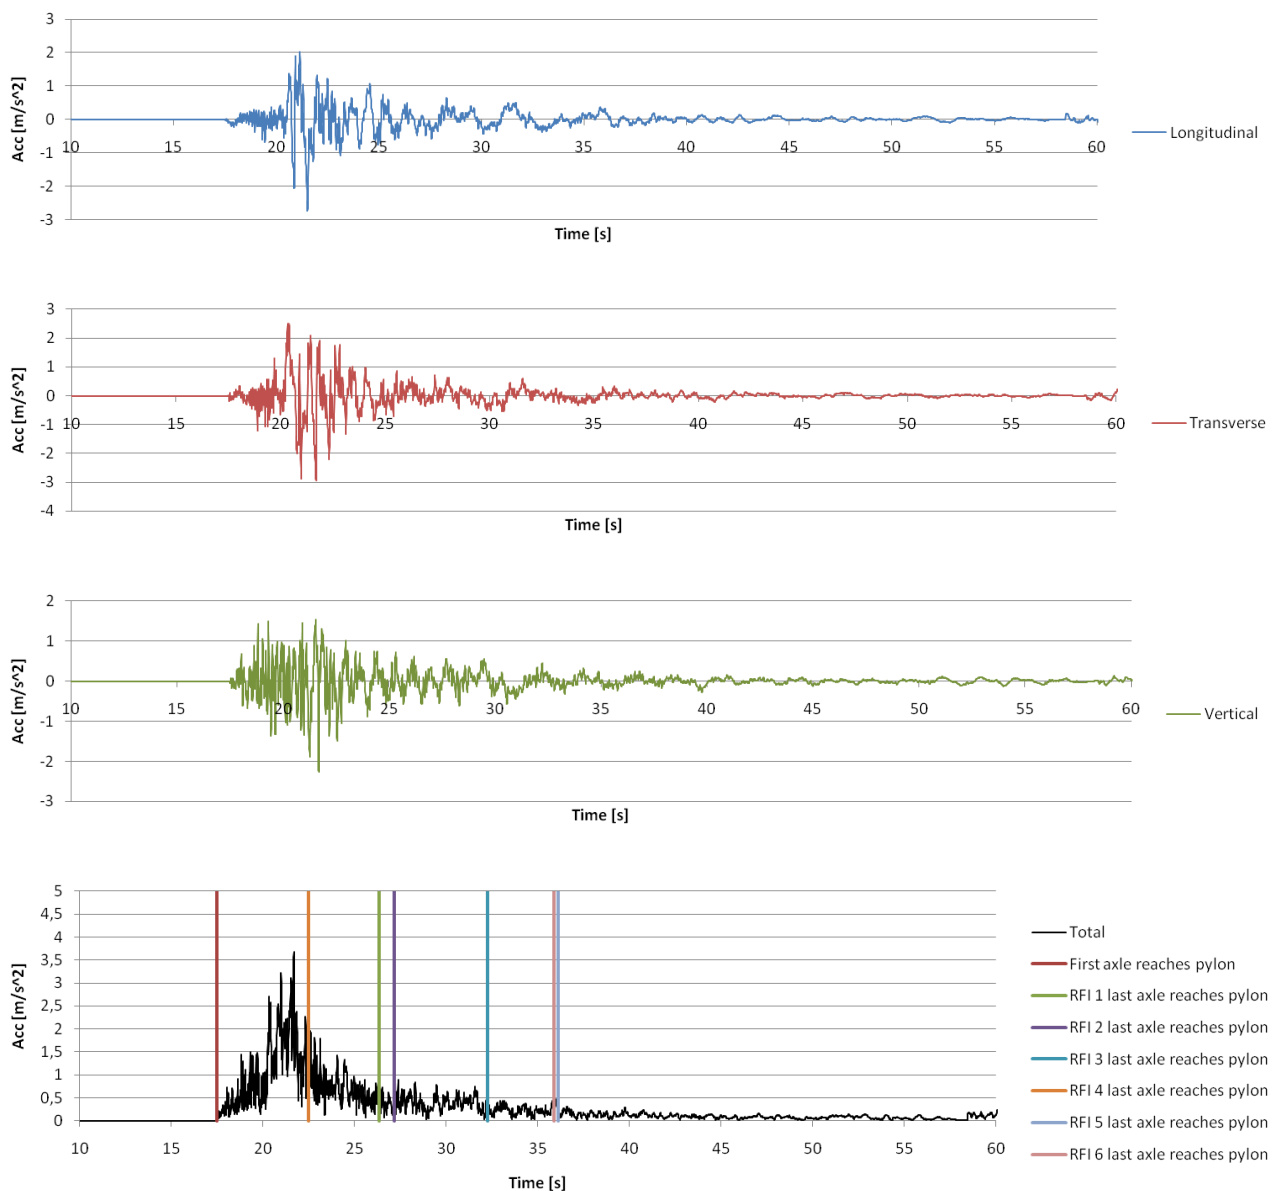 3
2
1
0
-1
-2
-3
Acc [m/s^2]
10 15 20 25 30 35 40 45 50 55 60
Time [s]
Longitudinal
3
2
1
0
-1
-2
-3
-4
Acc [m/s^2]
10 15 20 25 30 35 40 45 50 55 60
Time [s]
Transverse
2
1
0
-1
-2
-3
Acc [m/s^2]
10 15 20 25 30 35 40 45 50 55 60
Time [s]
Vertical
5
4,5
4
3,5
3
2,5
2
1,5
1
0,5
0
Acc [m/s^2]
10 15 20 25 30 35 40 45 50 55 60
Time [s]
Total
First axle reaches pylon
RFI 1 last axle reaches pylon
RFI 2 last axle reaches pylon
RFI 3 last axle reaches pylon
RFI 4 last axle reaches pylon
RFI 5 last axle reaches pylon
RFI 6 last axle reaches pylon